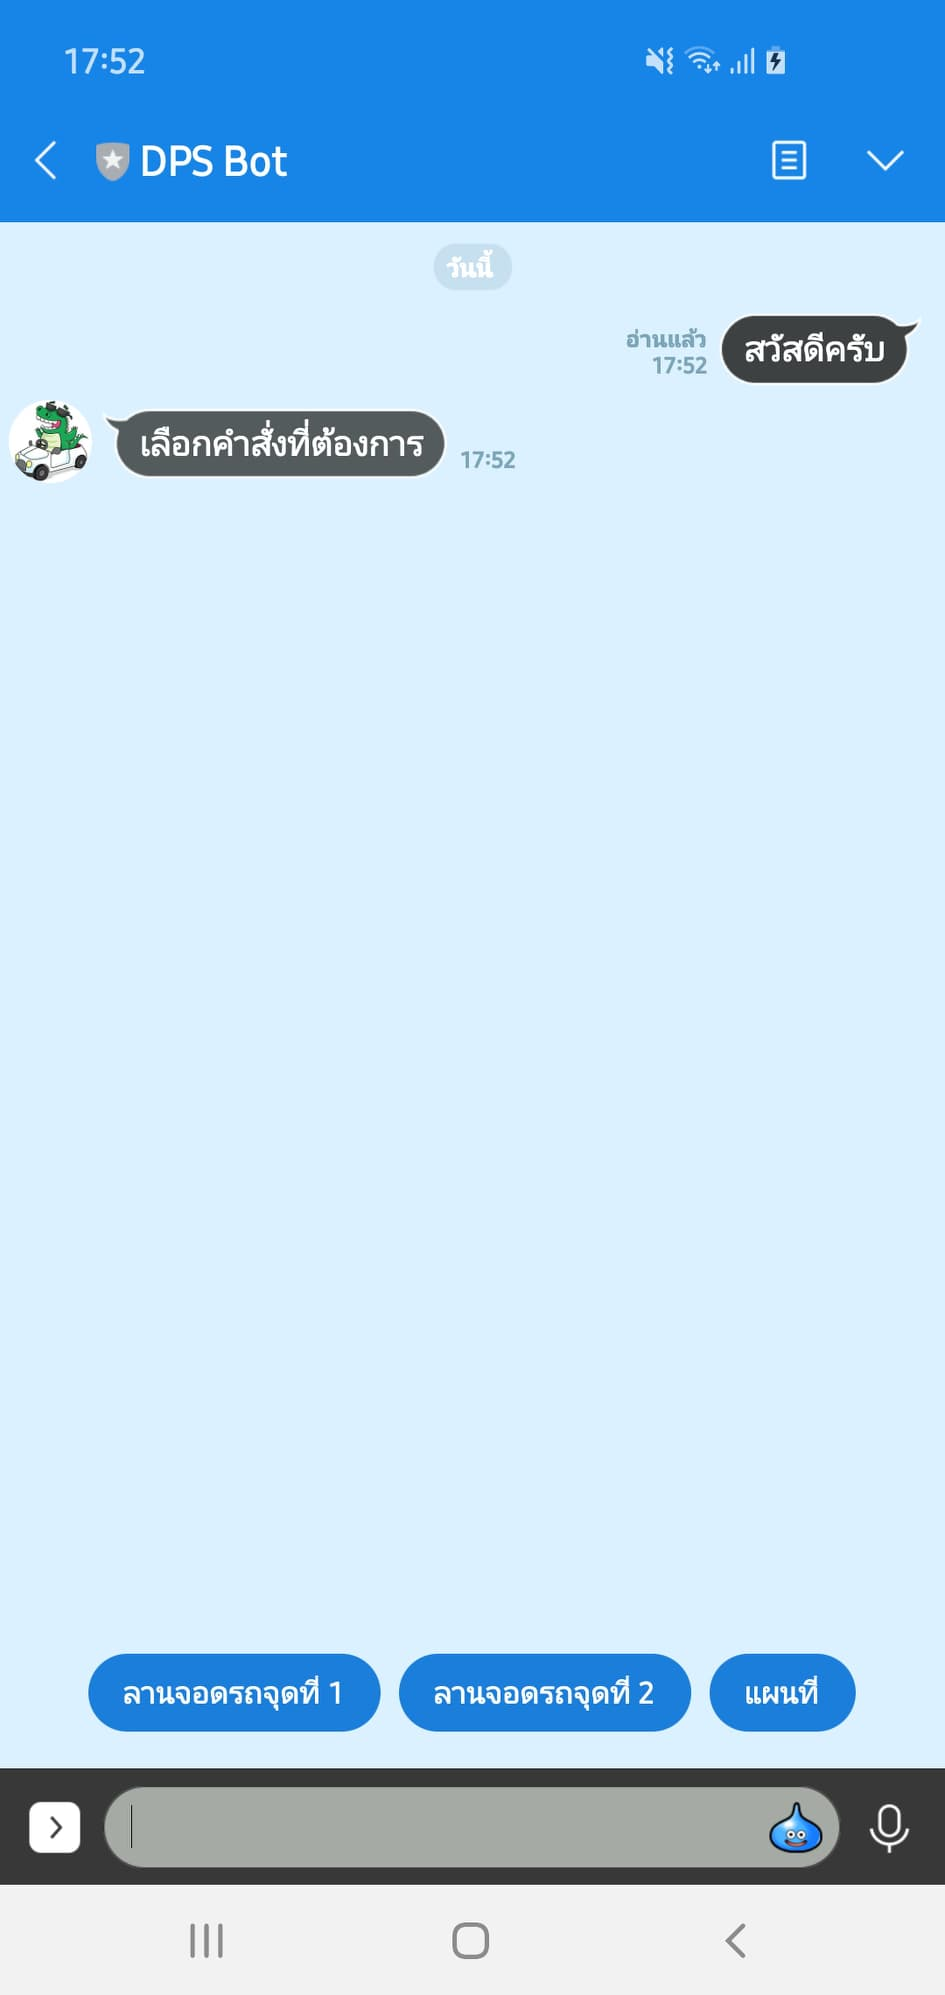 17:52
DPS Bot
วันนี้
อ่านแล้ว
17:52
สวัสดีครับ
เลือกคำสั่งที่ต้องการ
17:52
ลานจอดรถจุดที่ 1
ลานจอดรถจุดที่ 2
แผนที่